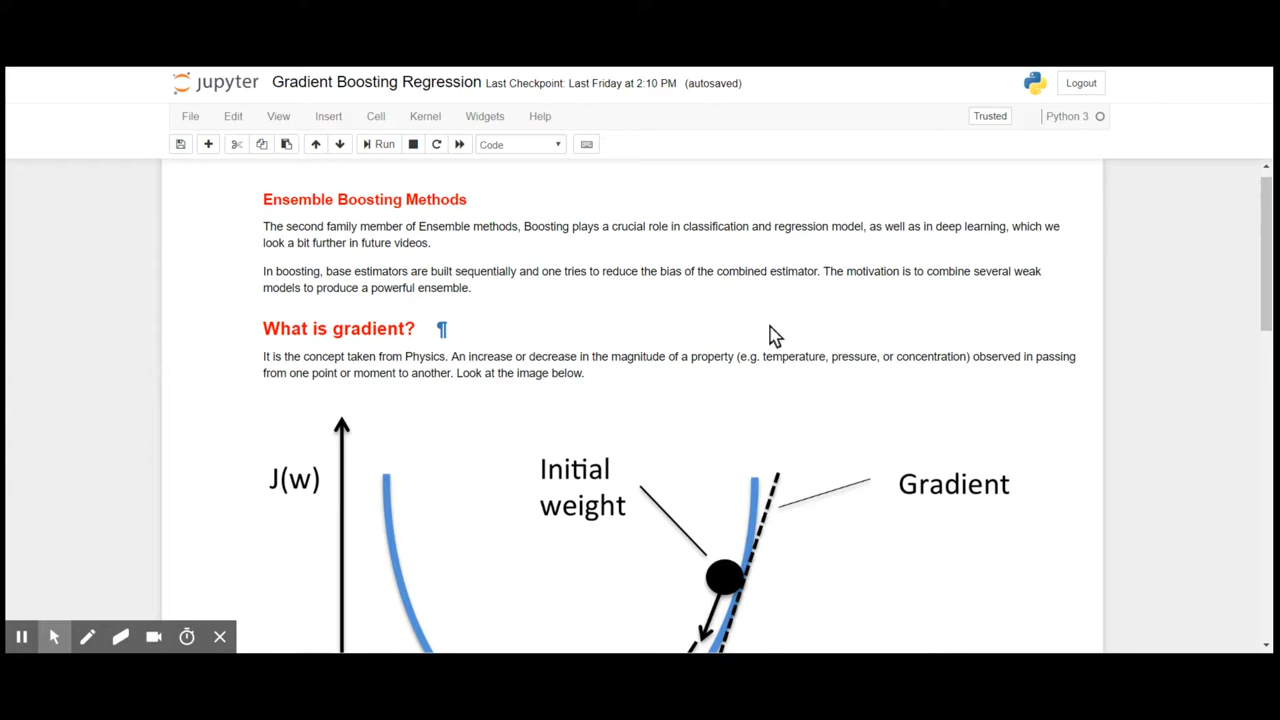 jupyter Gradient Boosting Regression Last Checkpoint: Last Friday at 2:10 PM (autosaved) Logout
File Edit View Insert Cell Kernel Widgets Help Trusted Python 3
Run Code
Ensemble Boosting Methods
The second family member of Ensemble methods, Boosting plays a crucial role in classification and regression model, as well as in deep learning, which we
look a bit further in future videos.
In boosting, base estimators are built sequentially and one tries to reduce the bias of the combined estimator. The motivation is to combine several weak
models to produce a powerful ensemble.
What is gradient? ¶
It is the concept taken from Physics. An increase or decrease in the magnitude of a property (e.g. temperature, pressure, or concentration) observed in passing
from one point or moment to another. Look at the image below.
J(w)
Initial
weight
Gradient